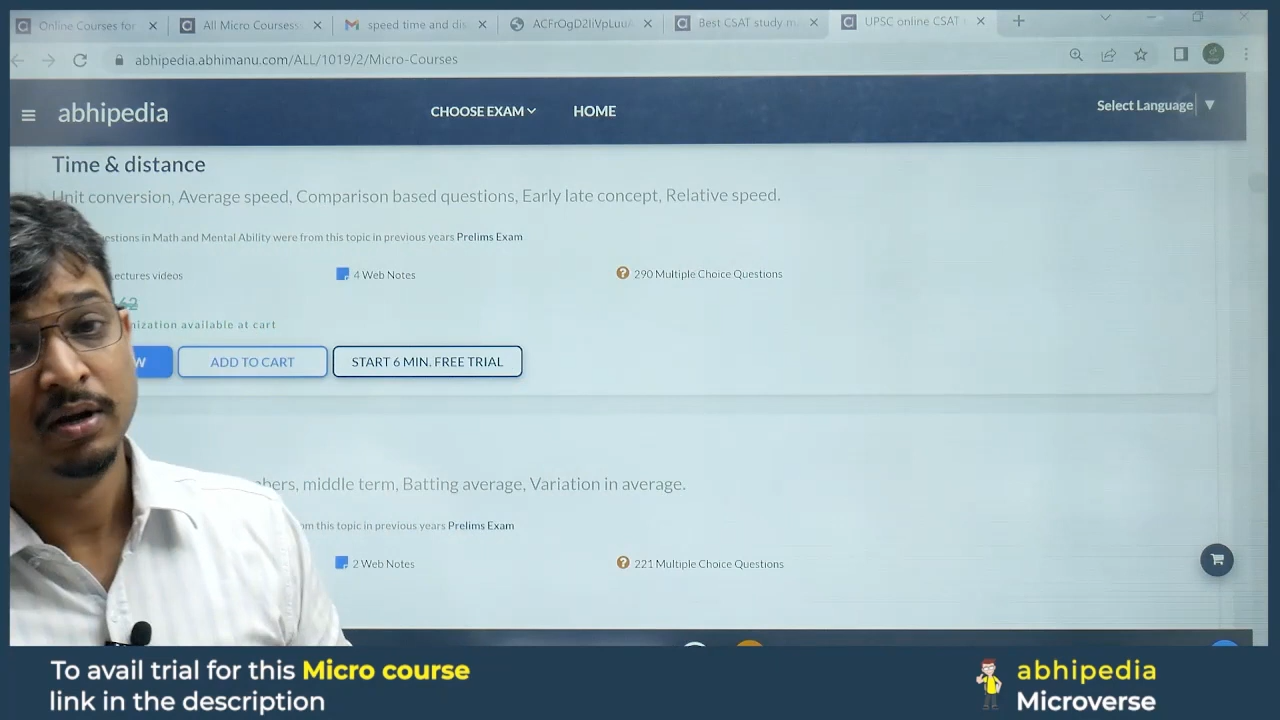 Online Courses for
All Micro Courses
speed time and dis
Best CSAT study m
UPSC online CSAT
abhipedia.abhimanu.com/ALL/1019/2/Micro-Courses
abhipedia
CHOOSE EXAM
HOME
Select Language
Time & distance
Unit conversion, Average speed, Comparison based questions, Early late concept, Relative speed.
estions in Math and Mental Ability were from this topic in previous years Prelims Exam
ectures videos
4 Web Notes
290 Multiple Choice Questions
62
nization available at cart
W
ADD TO CART
START 6 MIN. FREE TRIAL
bers, middle term, Batting average, Variation in average.
om this topic in previous years Prelims Exam
2 Web Notes
221 Multiple Choice Questions
To avail trial for this Micro course
link in the description
abhipedia
Microverse